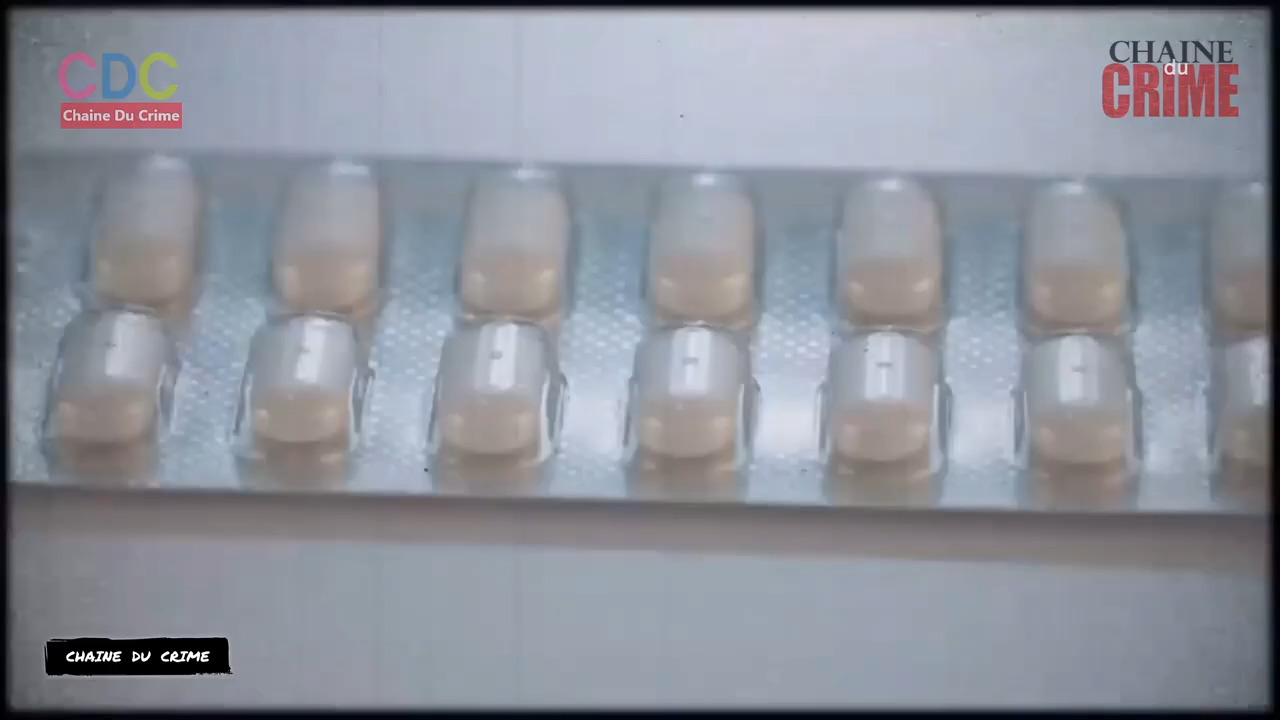 CDC
Chaine Du Crime
CHAINE
du
CRIME
CHAINE DU CRIME